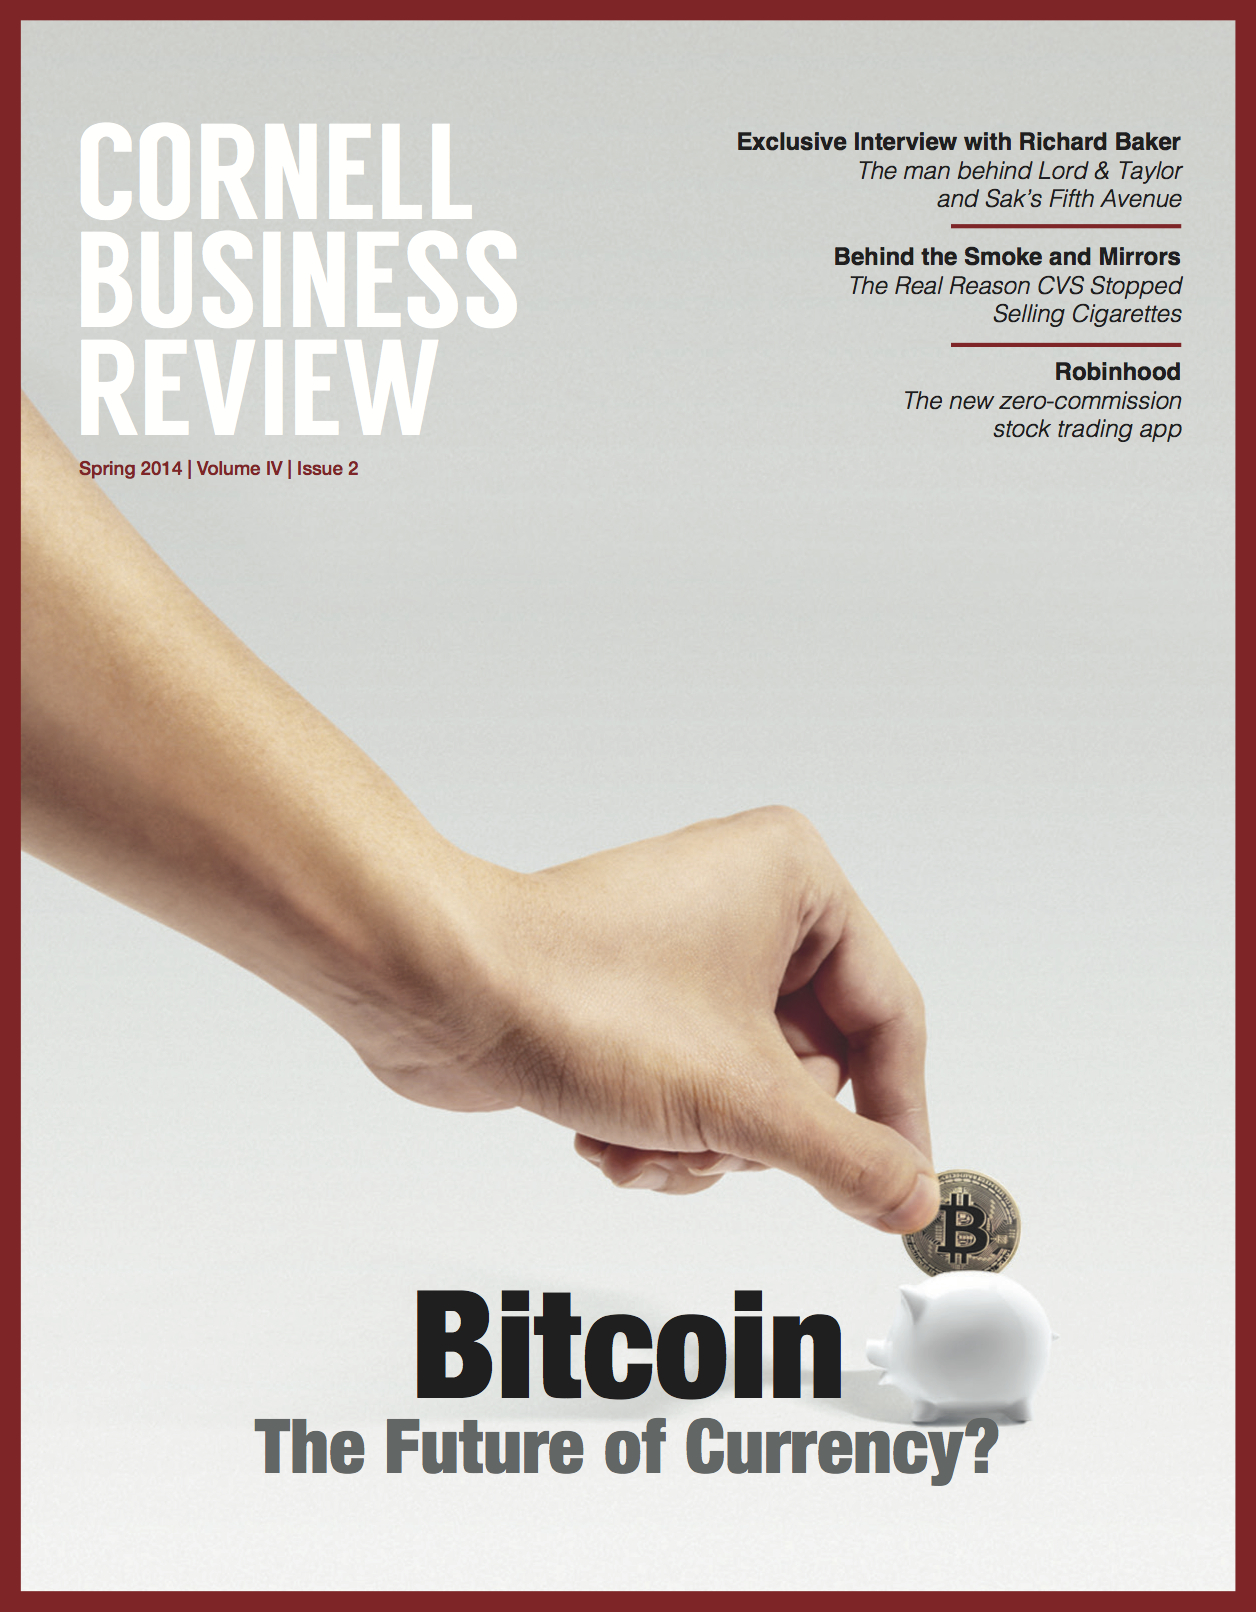 CORNELL
BUSINESS
REVIEW
Spring 2014 | Volume IV | Issue 2
Exclusive Interview with Richard Baker
The man behind Lord & Taylor
and Sak's Fifth Avenue
Behind the Smoke and Mirrors
The Real Reason CVS Stopped
Selling Cigarettes
Robinhood
The new zero-commission
stock trading app
B
Bitcoin
The Future of Currency?